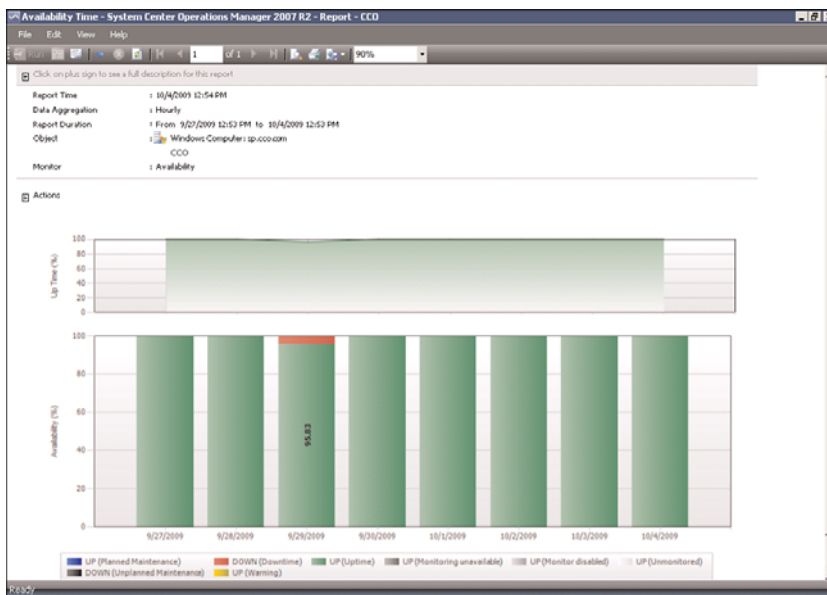 Availability Time - System Center Operations Manager 2007 R2 - Report - CCO
File Edit View Help
Run 1 of 1 90%
Click on plus sign to see a full description for this report
Report Time : 10/4/2009 12:54 PM
Data Aggregation : Hourly
Report Duration : From 9/27/2009 12:53 PM to 10/4/2009 12:53 PM
Object : Windows Computer: sp.cco.com
CCO
Monitor : Availability
Actions
Up Time (%)
100
80
60
40
20
0
Availability (%)
100
80
60
40
20
0
95.83
9/27/2009 9/28/2009 9/29/2009 9/30/2009 10/1/2009 10/2/2009 10/3/2009 10/4/2009
UP (Planned Maintenance) DOWN (Downtime) UP (Uptime) UP (Monitoring unavailable) UP (Monitor disabled) UP (Unmonitored)
DOWN (Unplanned Maintenance) UP (Warning)
Ready